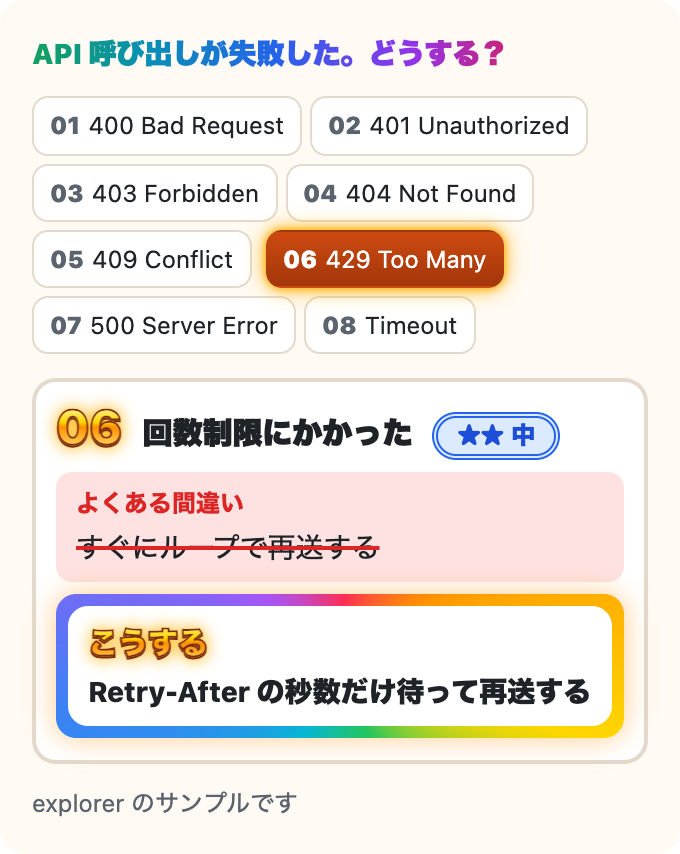 API 呼び出しが失敗した。どうする？
01 400 Bad Request
02 401 Unauthorized
03 403 Forbidden
04 404 Not Found
05 409 Conflict
06 429 Too Many
07 500 Server Error
08 Timeout
06 回数制限にかかった ★★ 中
よくある間違い
すぐにループで再送する
こうする
Retry-After の秒数だけ待って再送する
explorer のサンプルです